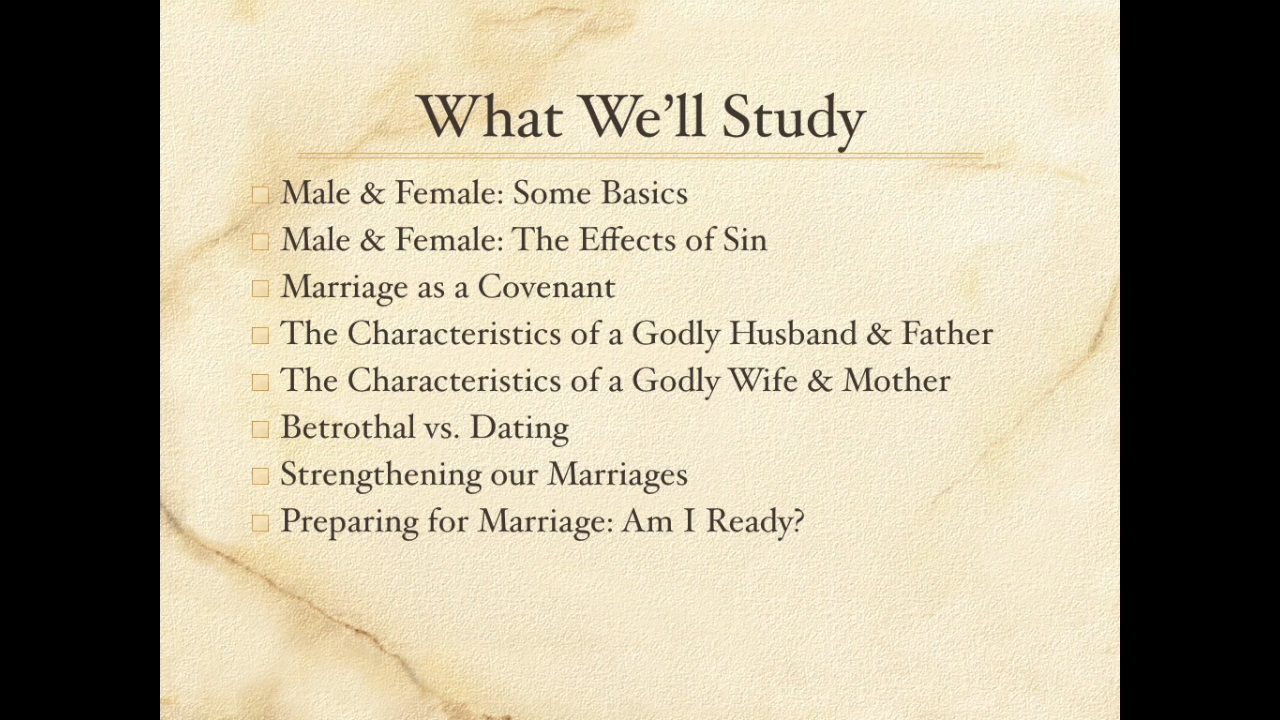 What We’ll Study
Male & Female: Some Basics
Male & Female: The Effects of Sin
Marriage as a Covenant
The Characteristics of a Godly Husband & Father
The Characteristics of a Godly Wife & Mother
Betrothal vs. Dating
Strengthening our Marriages
Preparing for Marriage: Am I Ready?